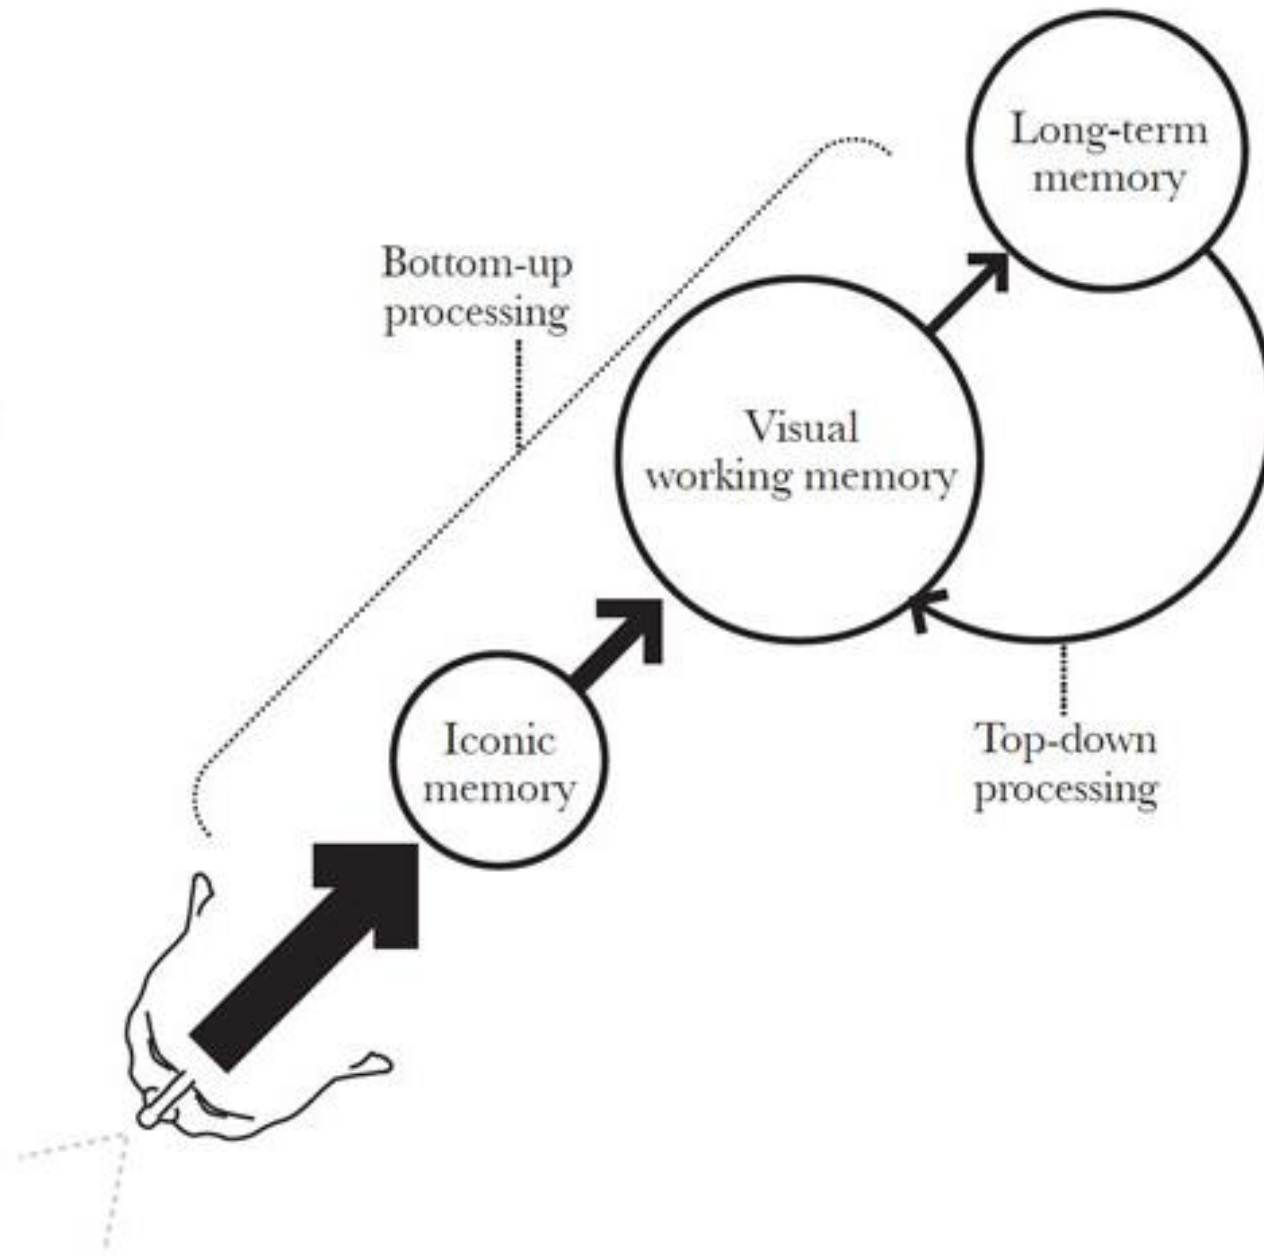 Long-term
memory
Bottom-up
processing
Visual
working memory
Iconic
memory
Top-down
processing